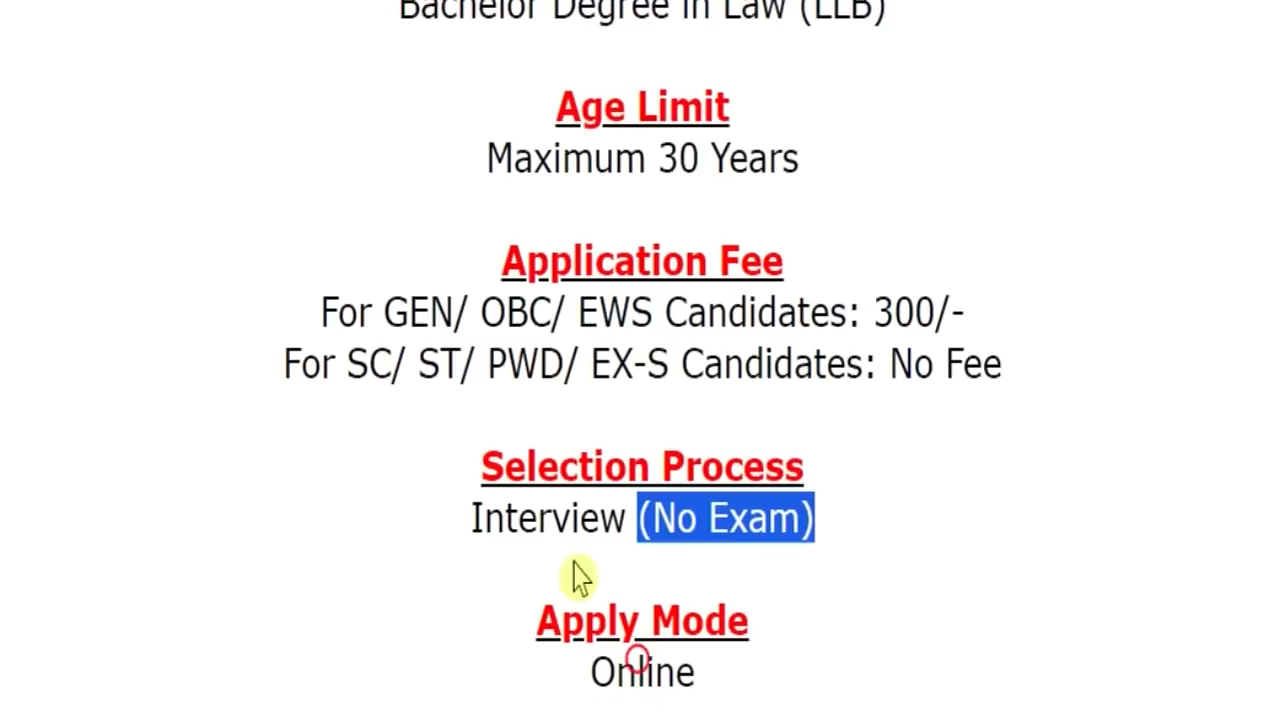 Bachelor Degree in Law (LLB)
Age Limit
Maximum 30 Years
Application Fee
For GEN/ OBC/ EWS Candidates: 300/-
For SC/ ST/ PWD/ EX-S Candidates: No Fee
Selection Process
Interview (No Exam)
Apply Mode
Online